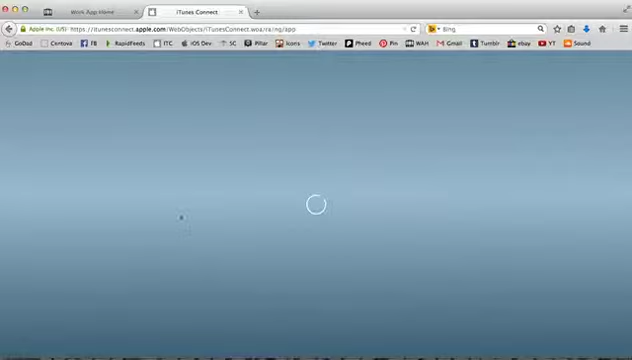 Work App Home
iTunes Connect
Apple Inc. (US)
https://itunesconnect.apple.com/WebObjects/iTunesConnect.woa/ra/ng/app
Bing
GoDad
Centova
FB
RapidFeeds
ITC
iOS Dev
SC
Pillar
Icons
Twitter
Pheed
Pin
WAH
Gmail
Tumblr
ebay
YT
Sound